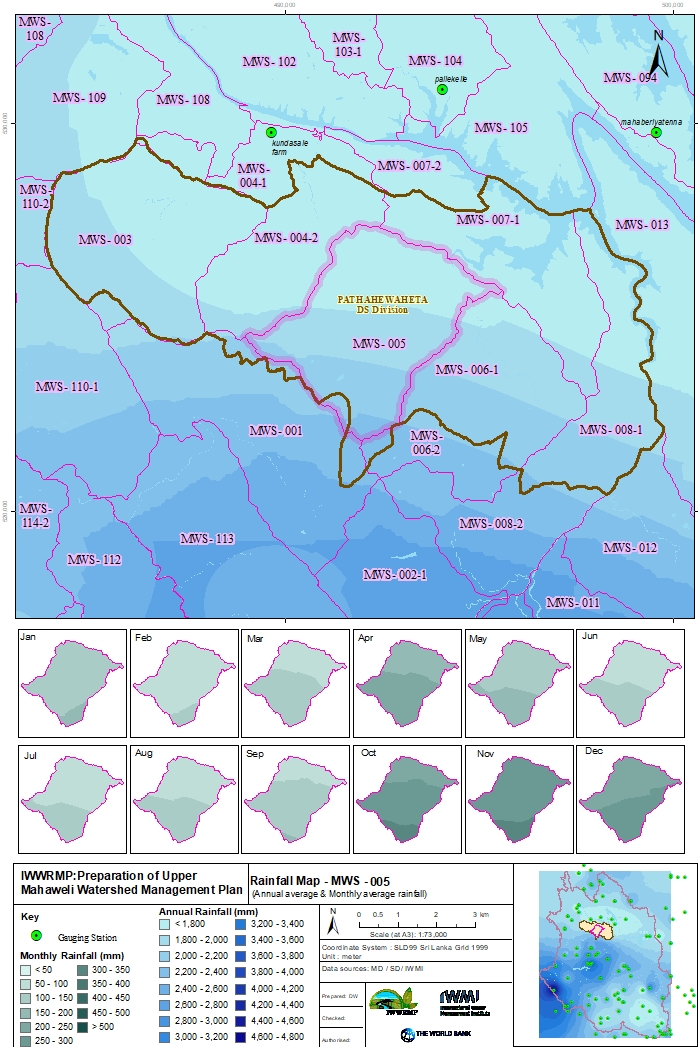 480,000
500,000
530,000
520,000
MWS-
108
MWS- 102
MWS-
103-1
MWS- 104
pallekelle
MWS- 094
MWS- 109
MWS- 108
mahaberiyatenna
MWS- 105
kundasale
farm
MWS-
004-1
MWS- 007-2
MWS-
110-2
MWS- 007-1
MWS- 013
MWS- 003
MWS- 004-2
PATHAHEWAHETA
DS Division
MWS- 005
MWS- 006-1
MWS- 110-1
MWS- 001
MWS-
006-2
MWS- 008-1
MWS-
114-2
MWS- 113
MWS- 008-2
MWS- 112
MWS- 012
MWS- 002-1
MWS- 011
N
Jan
Feb
Mar
Apr
May
Jun
Jul
Aug
Sep
Oct
Nov
Dec
IWWRMP:Preparation of Upper
Mahaweli Watershed Management Plan
Rainfall Map - MWS - 005
(Annual average & Monthly average rainfall)
Key
Gauging Station
Monthly Rainfall (mm)
< 50
50 - 100
100 - 150
150 - 200
200 - 250
250 - 300
300 - 350
350 - 400
400 - 450
450 - 500
> 500
Annual Rainfall (mm)
< 1,800
1,800 - 2,000
2,000 - 2,200
2,200 - 2,400
2,400 - 2,600
2,600 - 2,800
2,800 - 3,000
3,000 - 3,200
3,200 - 3,400
3,400 - 3,600
3,600 - 3,800
3,800 - 4,000
4,000 - 4,200
4,200 - 4,400
4,400 - 4,600
4,600 - 4,800
N
0 0.5 1 2 3 km
Scale (at A3): 1:73,000
Coordinate System : SLD99 Sri Lanka Grid 1999
Unit : meter
Data sources: MD / SD/ IWMI
Prepared: DW
Checked:
Authorised:
IWWRMP
IWMI
International Water
Management Institute
THE WORLD BANK